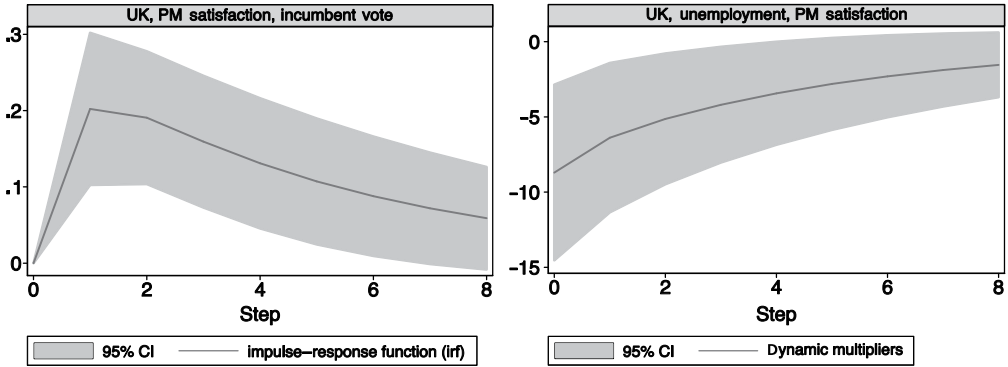 UK, PM satisfaction, incumbent vote
.3
.2
.1
0
0 2 4 6 8
Step
95% CI impulse−response function (irf)
UK, unemployment, PM satisfaction
0
−5
−10
−15
0 2 4 6 8
Step
95% CI Dynamic multipliers